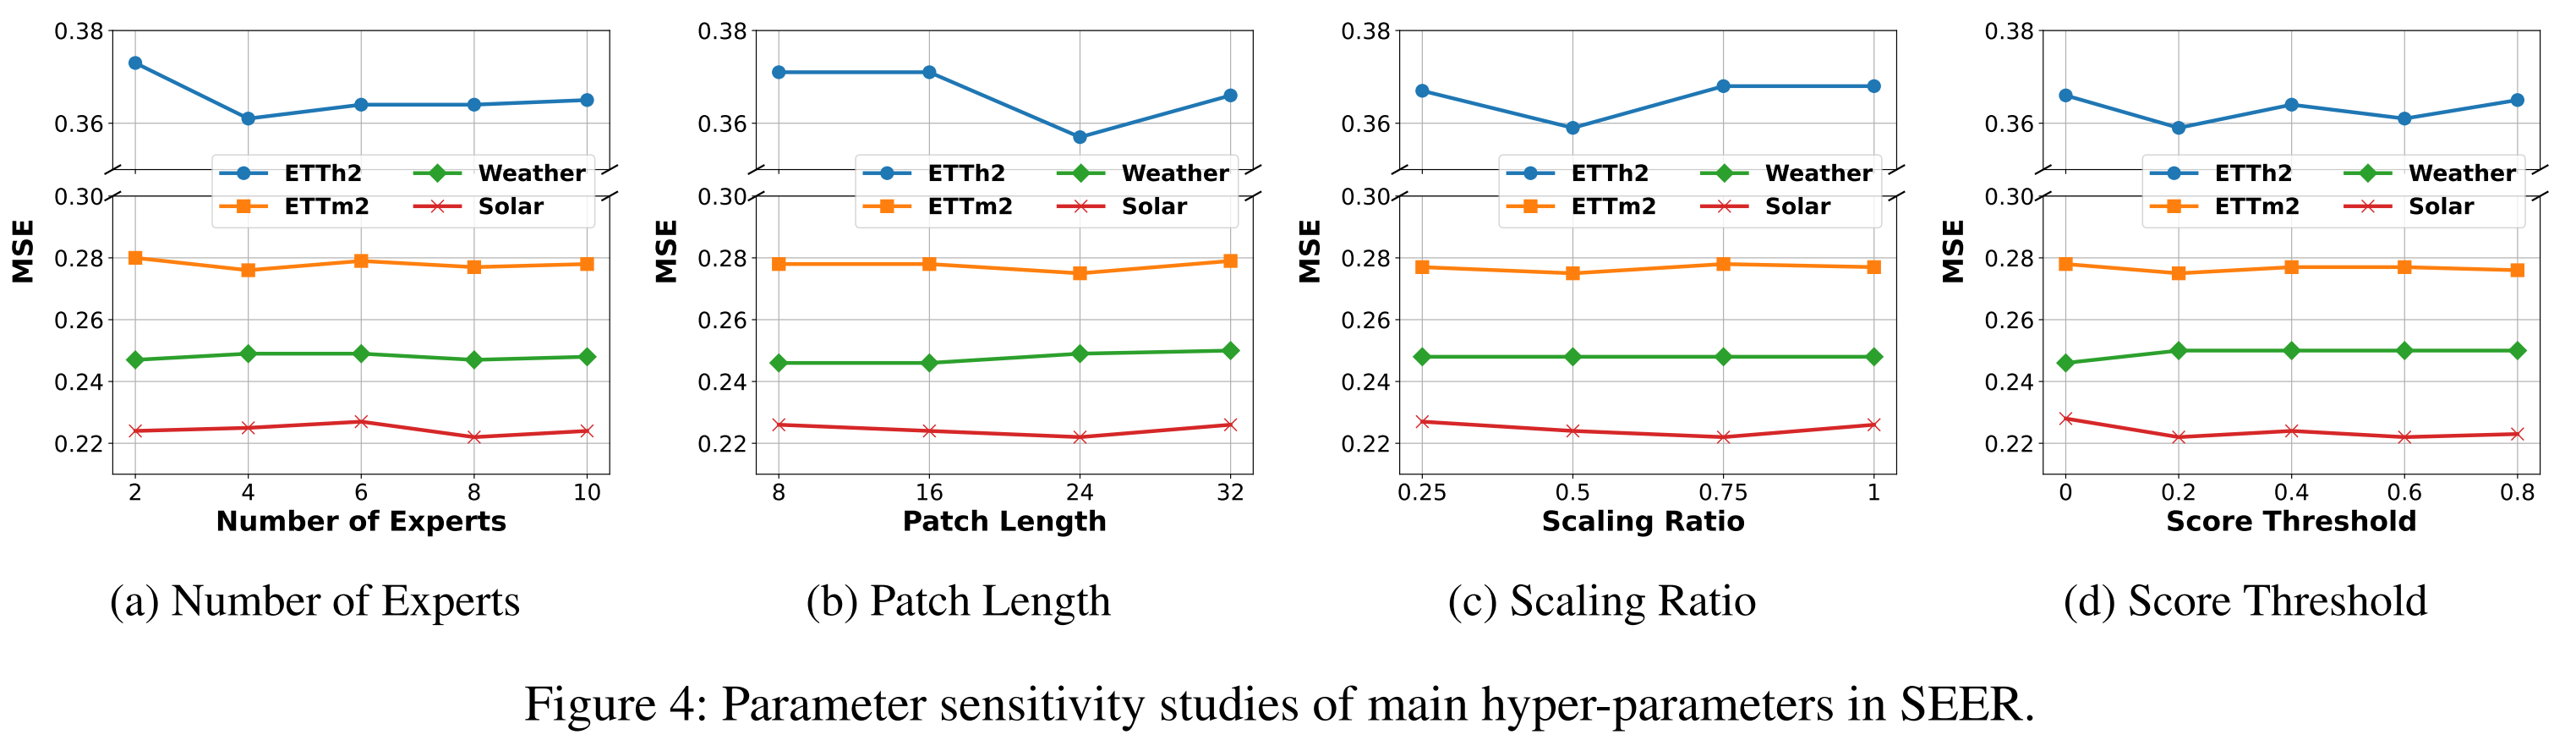 0.38
0.36
0.30
0.28
0.26
0.24
0.22
MSE
ETTh2 Weather
ETTm2 Solar
2 4 6 8 10
Number of Experts
(a) Number of Experts
0.38
0.36
0.30
0.28
0.26
0.24
0.22
MSE
ETTh2 Weather
ETTm2 Solar
8 16 24 32
Patch Length
(b) Patch Length
0.38
0.36
0.30
0.28
0.26
0.24
0.22
MSE
ETTh2 Weather
ETTm2 Solar
0.25 0.5 0.75 1
Scaling Ratio
(c) Scaling Ratio
0.38
0.36
0.30
0.28
0.26
0.24
0.22
MSE
ETTh2 Weather
ETTm2 Solar
0 0.2 0.4 0.6 0.8
Score Threshold
(d) Score Threshold
Figure 4: Parameter sensitivity studies of main hyper-parameters in SEER.